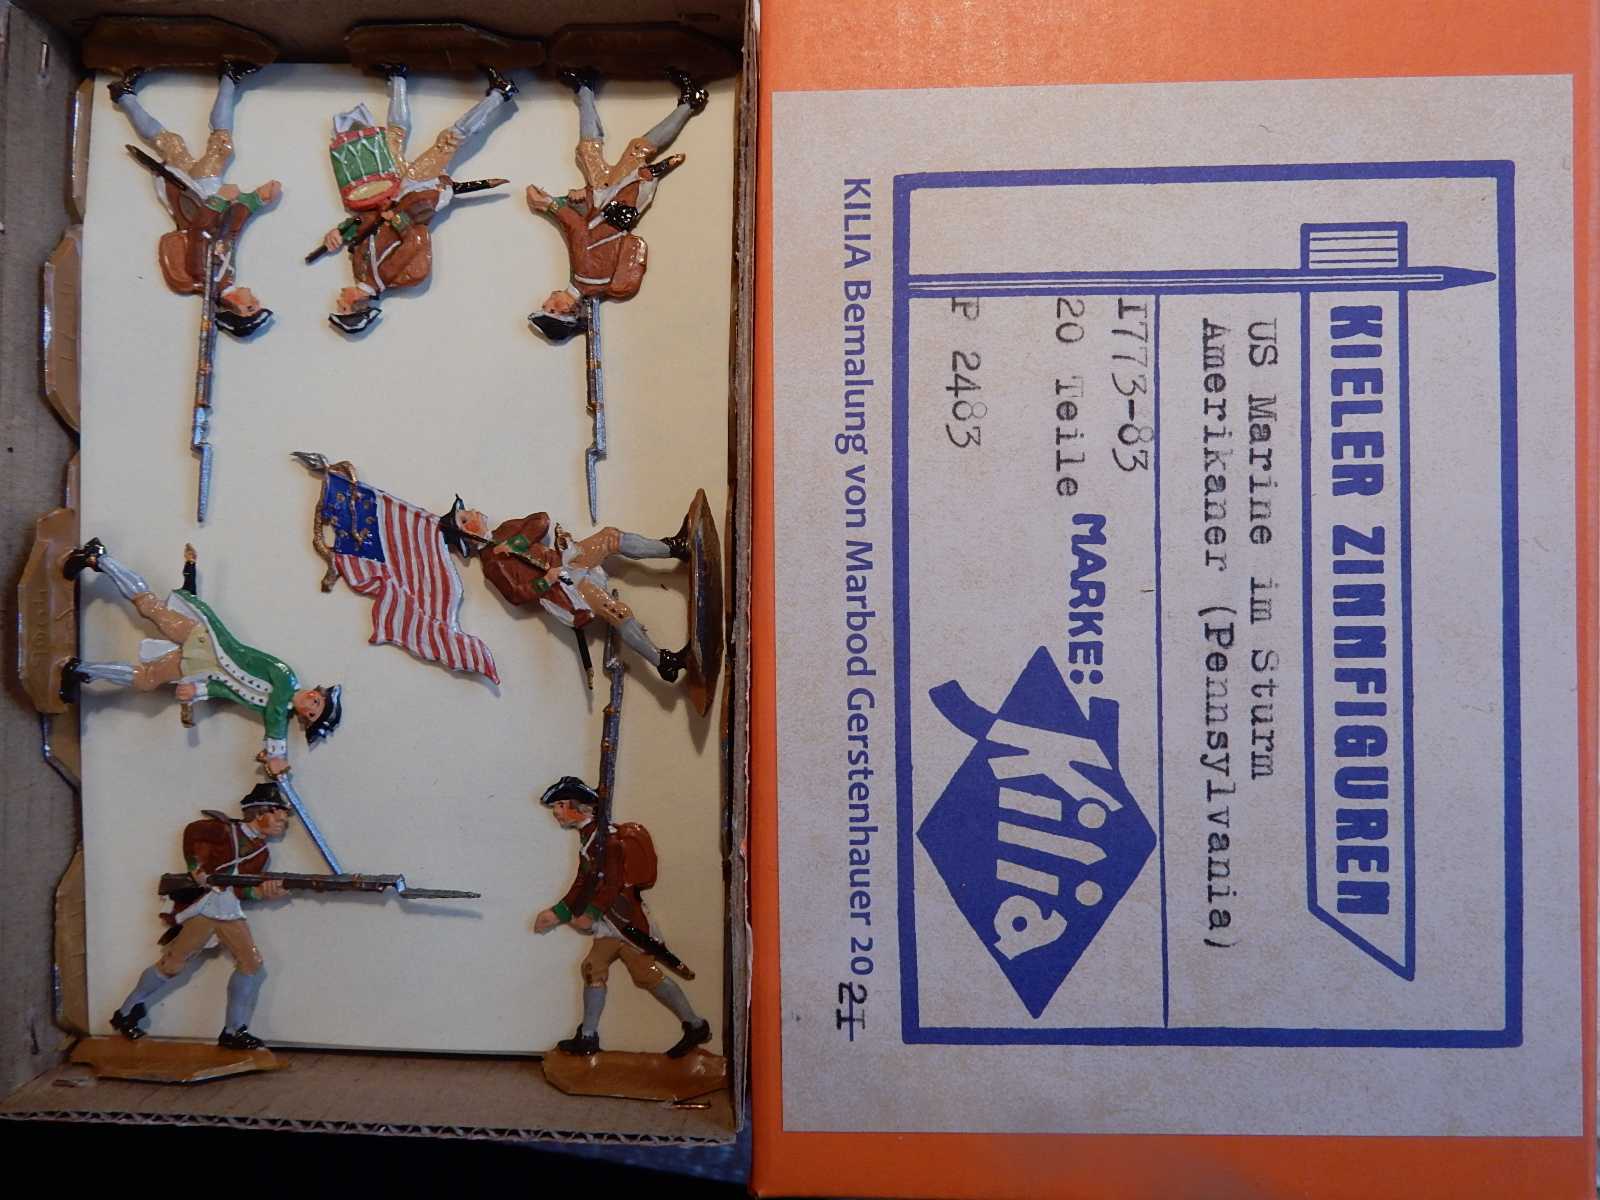 KIELER ZINNFIGUREN
US Marine im Sturm
Amerikaner (Pennsylvania)
1773-83
20 Teile
MARKE: Kilia
P 2483
KILIA Bemalung von Marbod Gerstenhauer 2021